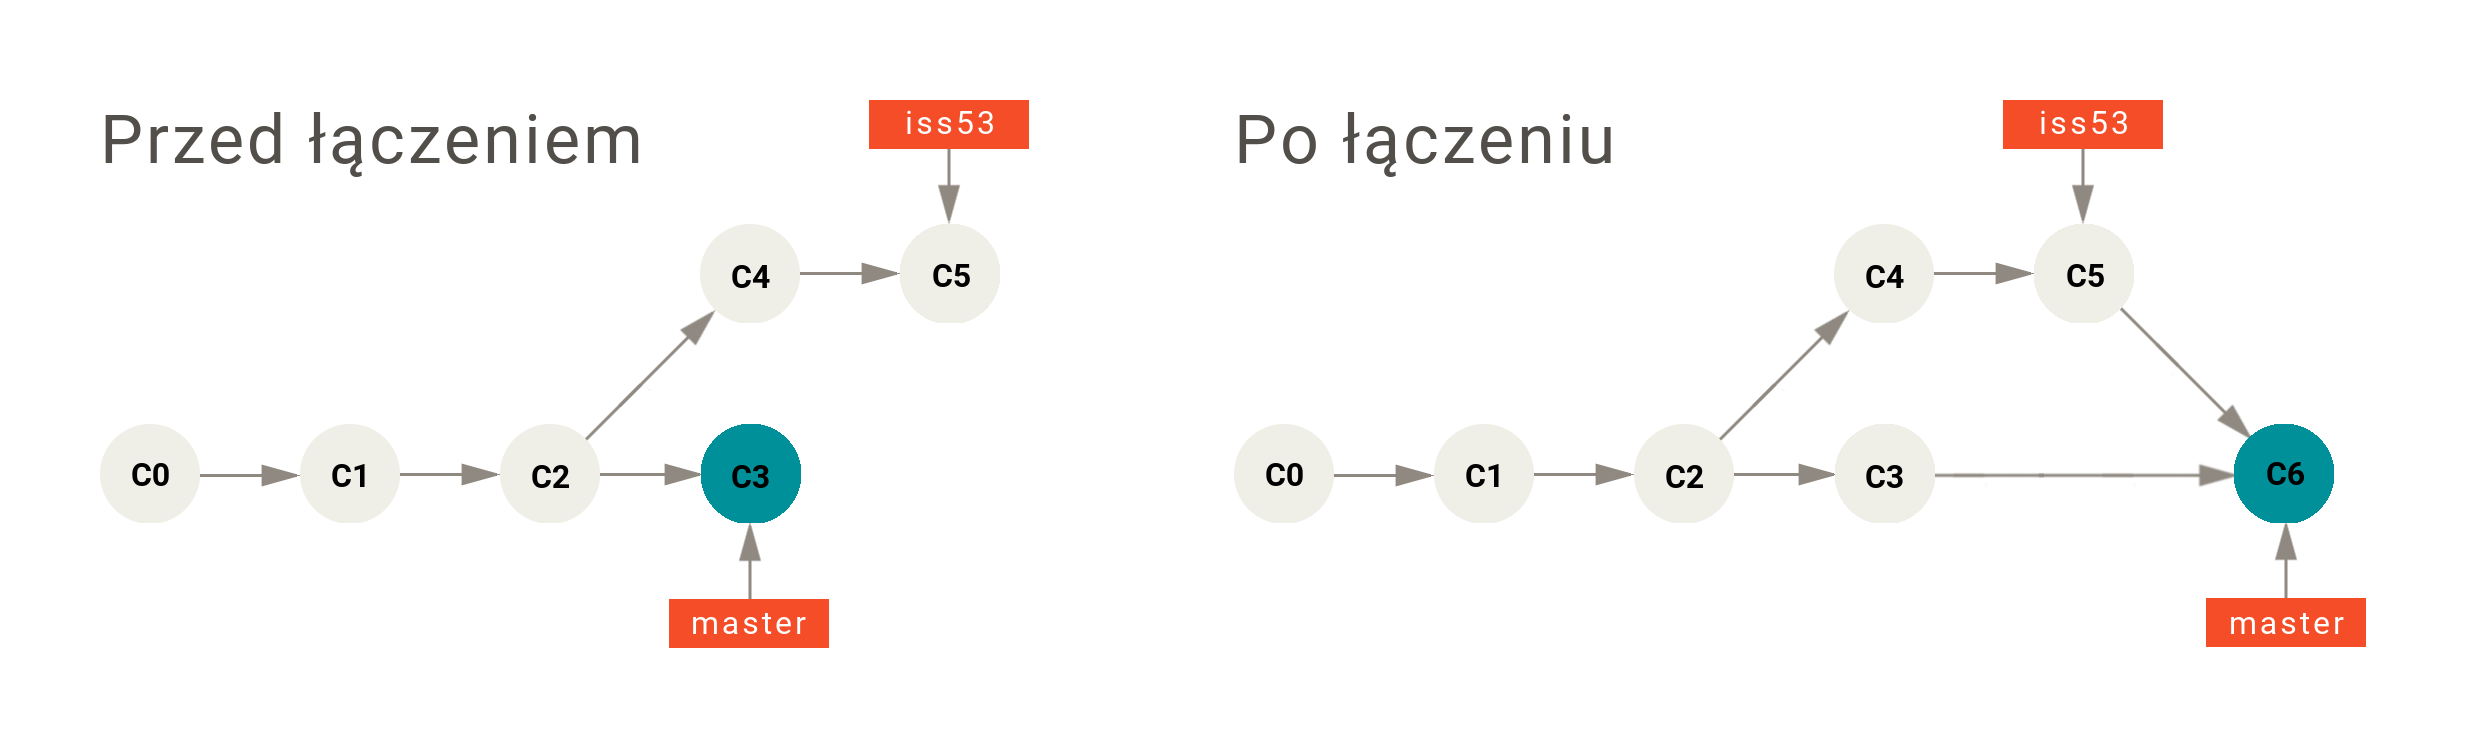 Przed łączeniem
iss53
C4
C5
C0
C1
C2
C3
master
Po łączeniu
iss53
C4
C5
C0
C1
C2
C3
C6
master